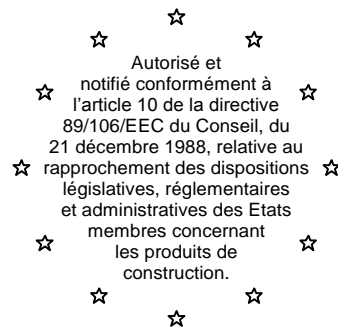 Autorisé et
notifié conformément à
l'article 10 de la directive
89/106/EEC du Conseil, du
21 décembre 1988, relative au
rapprochement des dispositions
législatives, réglementaires
et administratives des Etats
membres concernant
les produits de
construction.